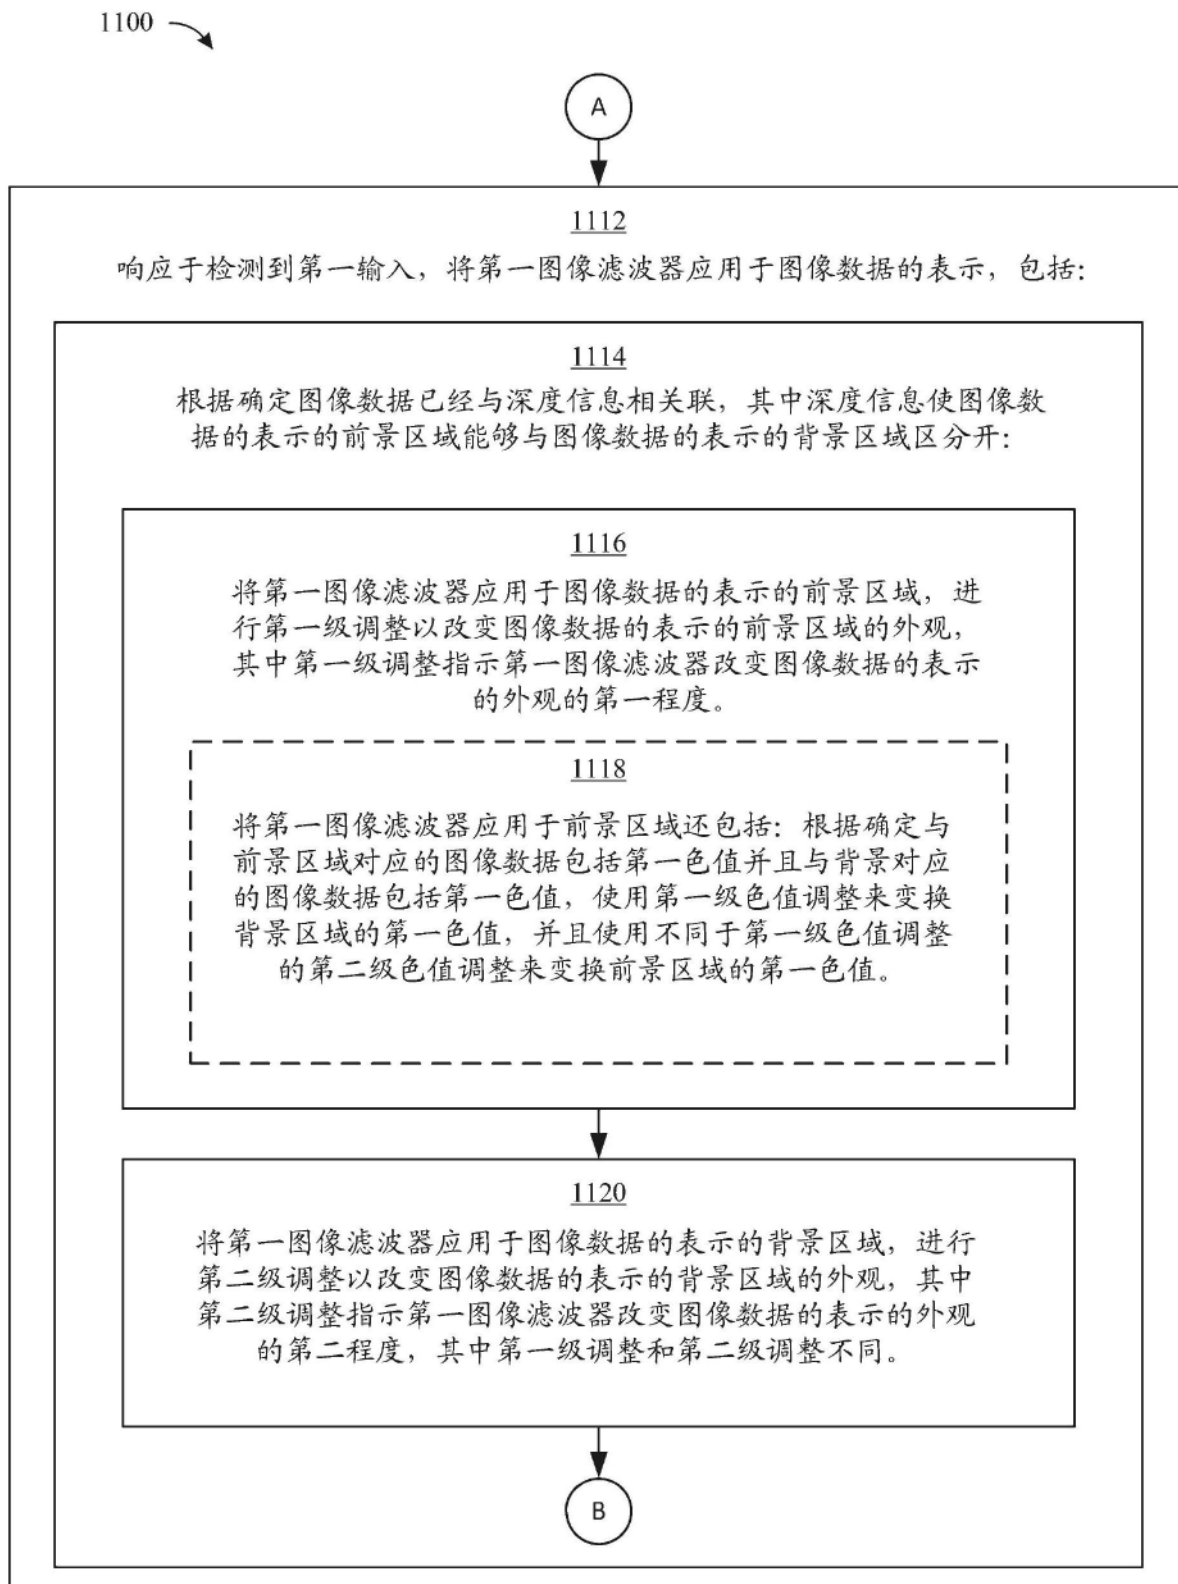 1100
A
1112
响应于检测到第一输入，将第一图像滤波器应用于图像数据的表示，包括：
1114
根据确定图像数据已经与深度信息相关联，其中深度信息使图像数
据的表示的前景区域能够与图像数据的表示的背景区域区分开：
1116
将第一图像滤波器应用于图像数据的表示的前景区域，进
行第一级调整以改变图像数据的表示的前景区域的外观，
其中第一级调整指示第一图像滤波器改变图像数据的表示
的外观的第一程度。
1118
将第一图像滤波器应用于前景区域还包括：根据确定与
前景区域对应的图像数据包括第一色值并且与背景对应
的图像数据包括第一色值，使用第一级色值调整来变换
背景区域的第一色值，并且使用不同于第一级色值调整
的第二级色值调整来变换前景区域的第一色值。
1120
将第一图像滤波器应用于图像数据的表示的背景区域，进行
第二级调整以改变图像数据的表示的背景区域的外观，其中
第二级调整指示第一图像滤波器改变图像数据的表示的外观
的第二程度，其中第一级调整和第二级调整不同。
B